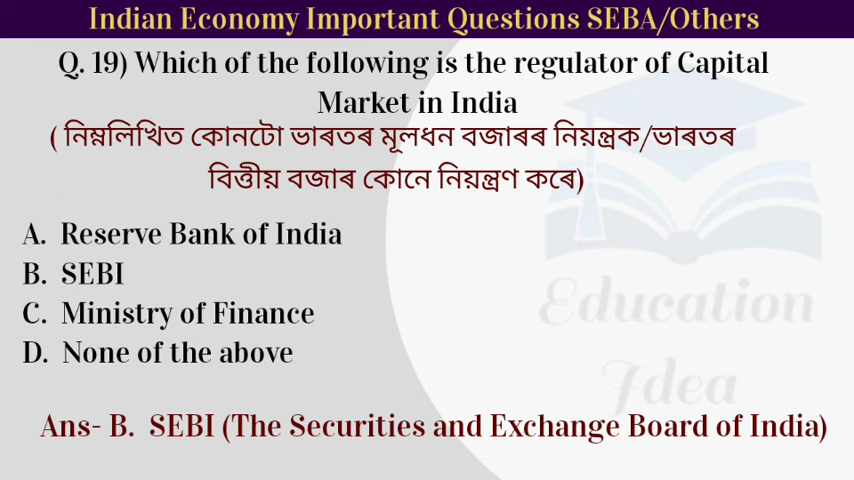 Indian Economy Important Questions SEBA/Others
Q. 19) Which of the following is the regulator of Capital
Market in India
( নিম্নলিখিত কোনটো ভাৰতৰ মূলধন বজাৰৰ নিয়ন্ত্ৰক/ভাৰতৰ
বিত্তীয় বজাৰ কোনে নিয়ন্ত্ৰণ কৰে)
A. Reserve Bank of India
B. SEBI
C. Ministry of Finance
D. None of the above
Education
Idea
Ans- B. SEBI (The Securities and Exchange Board of India)